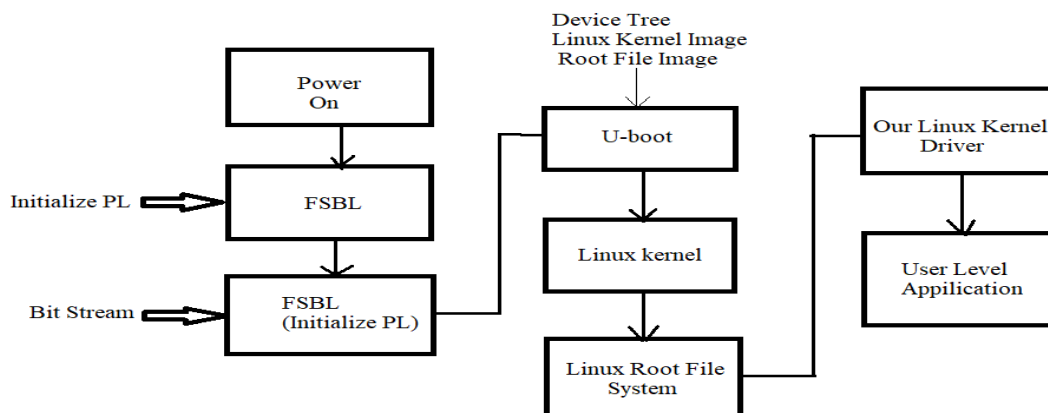 Power
On
Initialize PL
FSBL
Bit Stream
FSBL
(Initialize PL)
Device Tree
Linux Kernel Image
Root File Image
U-boot
Linux kernel
Linux Root File
System
Our Linux Kernel
Driver
User Level
Appilication